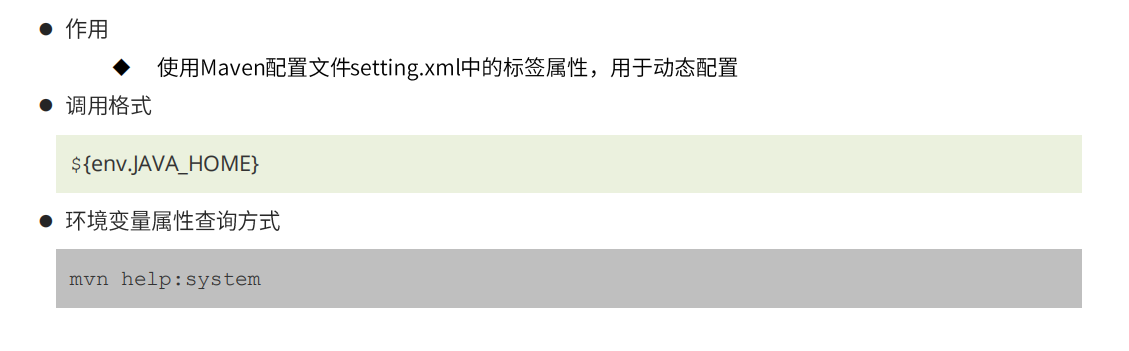 ● 作用
◆ 使用Maven配置文件setting.xml中的标签属性，用于动态配置
● 调用格式
${env.JAVA_HOME}
● 环境变量属性查询方式
mvn help:system